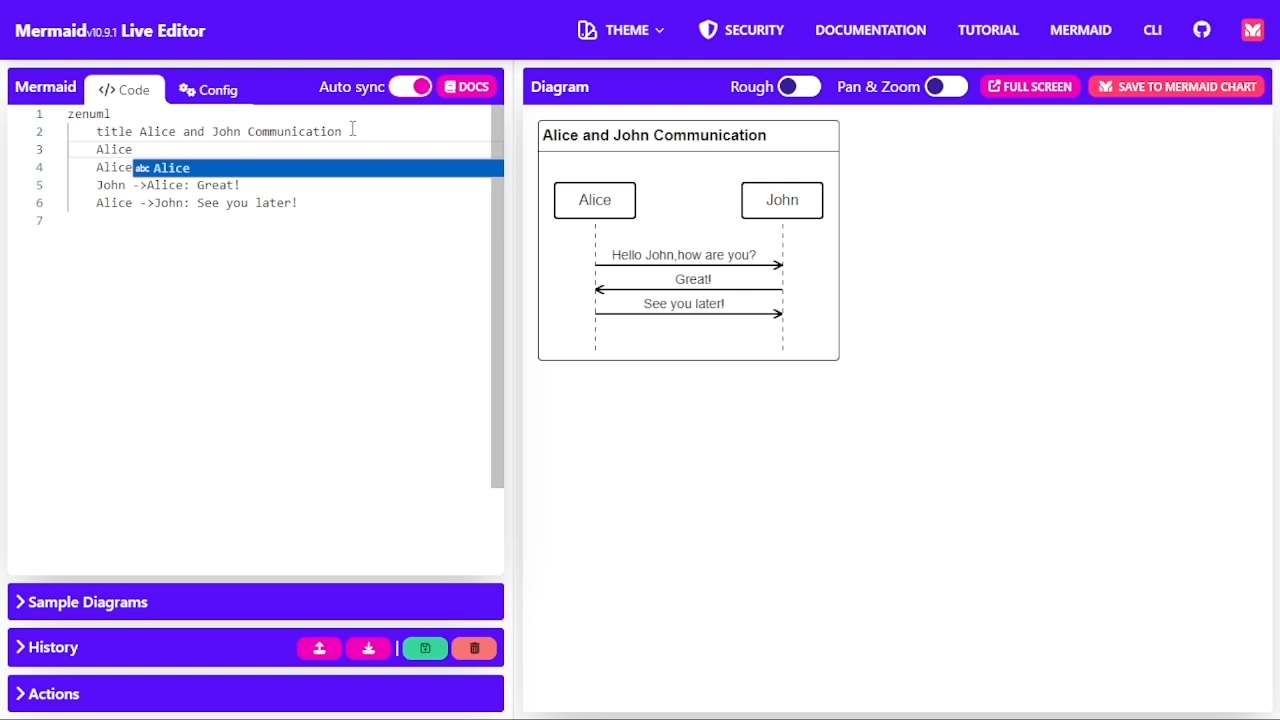 Mermaidv10.9.1 Live Editor
THEME
SECURITY
DOCUMENTATION
TUTORIAL
MERMAID
CLI
Mermaid
</> Code
Config
Auto sync
DOCS
1 zenuml
2 title Alice and John Communication
3 Alice
4 Alice
abc Alice
5 John ->Alice: Great!
6 Alice ->John: See you later!
7
Sample Diagrams
History
Actions
Diagram
Rough
Pan & Zoom
FULL SCREEN
SAVE TO MERMAID CHART
Alice and John Communication
Alice
John
Hello John,how are you?
Great!
See you later!